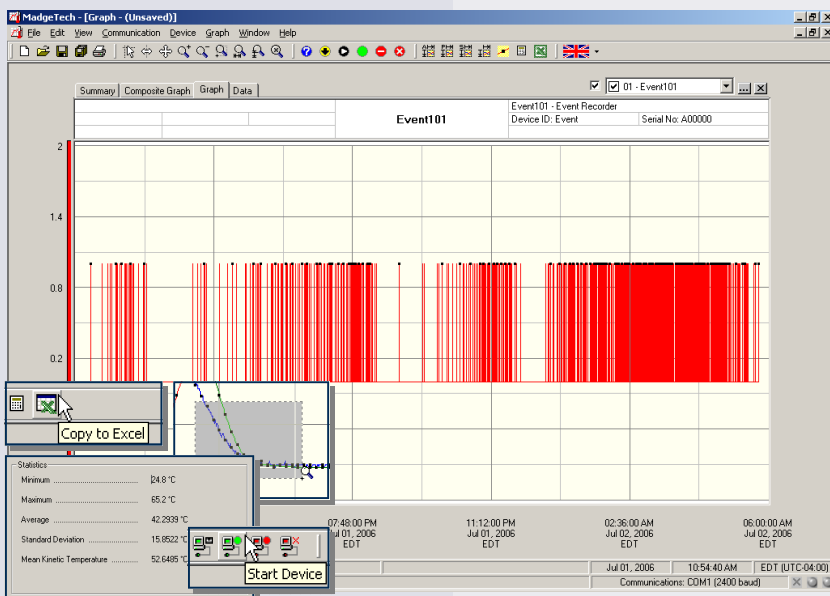 MadgeTech - [Graph - (Unsaved)]
File Edit View Communication Device Graph Window Help
Summary Composite Graph Graph Data
01 - Event101
...
Event101
Event101 - Event Recorder
Device ID: Event
Serial No: A00000
2
1.4
0.8
0.2
Copy to Excel
Statistics
Minimum 24.8 °C
Maximum 65.2 °C
Average 42.2939 °C
Standard Deviation 15.8522 °C
Mean Kinetic Temperature 52.6485 °C
Start Device
07:48:00 PM
Jul 01, 2006
EDT
11:12:00 PM
Jul 01, 2006
EDT
02:36:00 AM
Jul 02, 2006
EDT
06:00:00 AM
Jul 02, 2006
EDT
Jul 01, 2006
10:54:40 AM
EDT (UTC-04:00)
Communications: COM1 (2400 baud)